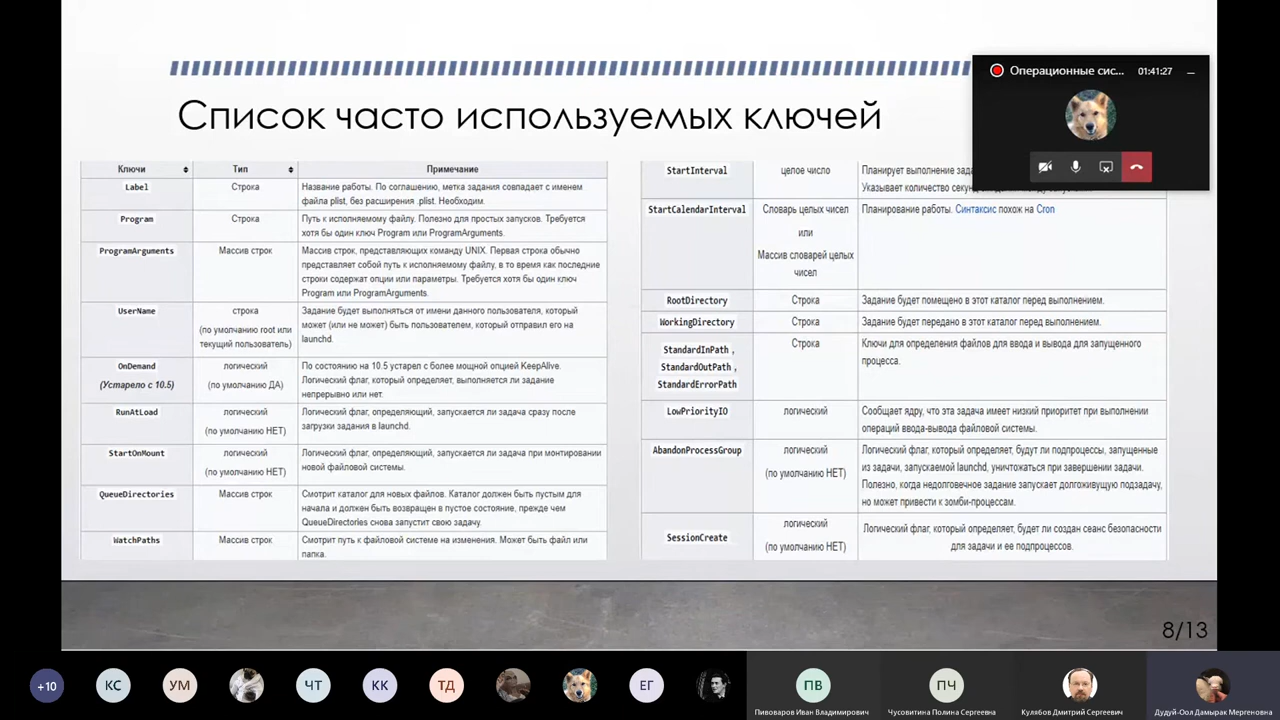 Операционные сис...
01:41:27
Список часто используемых ключей
Ключи
Тип
Примечание
Label
Строка
Название работы. По соглашению, метка задания совпадает с именем
файла plist, без расширения .plist. Необходим.
Program
Строка
Путь к исполняемому файлу. Полезно для простых запусков. Требуется
хотя бы один ключ Program или ProgramArguments.
ProgramArguments
Массив строк
Массив строк, представляющих команду UNIX. Первая строка обычно
представляет собой путь к исполняемому файлу, в то время как последние
строки содержат опции или параметры. Требуется хотя бы один ключ
Program или ProgramArguments.
UserName
строка
(по умолчанию root или
текущий пользователь)
Задание будет выполняться от имени данного пользователя, который
может (или не может) быть пользователем, который отправил его на
launchd.
OnDemand
(Устарело с 10.5)
логический
(по умолчанию ДА)
По состоянию на 10.5 устарел с более мощной опцией KeepAlive.
Логический флаг, который определяет, выполняется ли задание
непрерывно или нет.
RunAtLoad
логический
(по умолчанию НЕТ)
Логический флаг, определяющий, запускается ли задача сразу после
загрузки задания в launchd.
StartOnMount
логический
(по умолчанию НЕТ)
Логический флаг, определяющий, запускается ли задача при монтировании
новой файловой системы.
QueueDirectories
Массив строк
Смотрит каталог для новых файлов. Каталог должен быть пустым для
начала и должен быть возвращен в пустое состояние, прежде чем
QueueDirectories снова запустит свою задачу.
WatchPaths
Массив строк
Смотрит путь к файловой системе на изменения. Может быть файл или
папка.
StartInterval
целое число
Планирует выполнение
Указывает количество
StartCalendarInterval
Словарь целых чисел
или
Массив словарей целых
чисел
Планирование работы. Синтаксис похож на Cron
RootDirectory
Строка
Задание будет помещено в этот каталог перед выполнением.
WorkingDirectory
Строка
Задание будет передано в этот каталог перед выполнением.
StandardInPath ,
StandardOutPath ,
StandardErrorPath
Строка
Ключи для определения файлов для ввода и вывода для запущенного
процесса.
LowPriorityIO
логический
Сообщает ядру, что эта задача имеет низкий приоритет при выполнении
операций ввода-вывода файловой системы.
AbandonProcessGroup
логический
(по умолчанию НЕТ)
Логический флаг, который определяет, будут ли подпроцессы, запущенные
из задачи, запускаемой launchd, уничтожаться при завершении задачи.
Полезно, когда недолговечное задание запускает долгоживущую подзадачу,
но может привести к зомби-процессам.
SessionCreate
логический
(по умолчанию НЕТ)
Логический флаг, который определяет, будет ли создан сеанс безопасности
для задачи и ее подпроцессов.
8/13
+10
КС
УМ
ЧТ
КК
ТД
ЕГ
ПВ
ПЧ
Пивоваров Иван Владимирович
Чусовитина Полина Сергеевна
Кулябов Дмитрий Сергеевич
Дудуй-Оол Дамырак Мергеновна